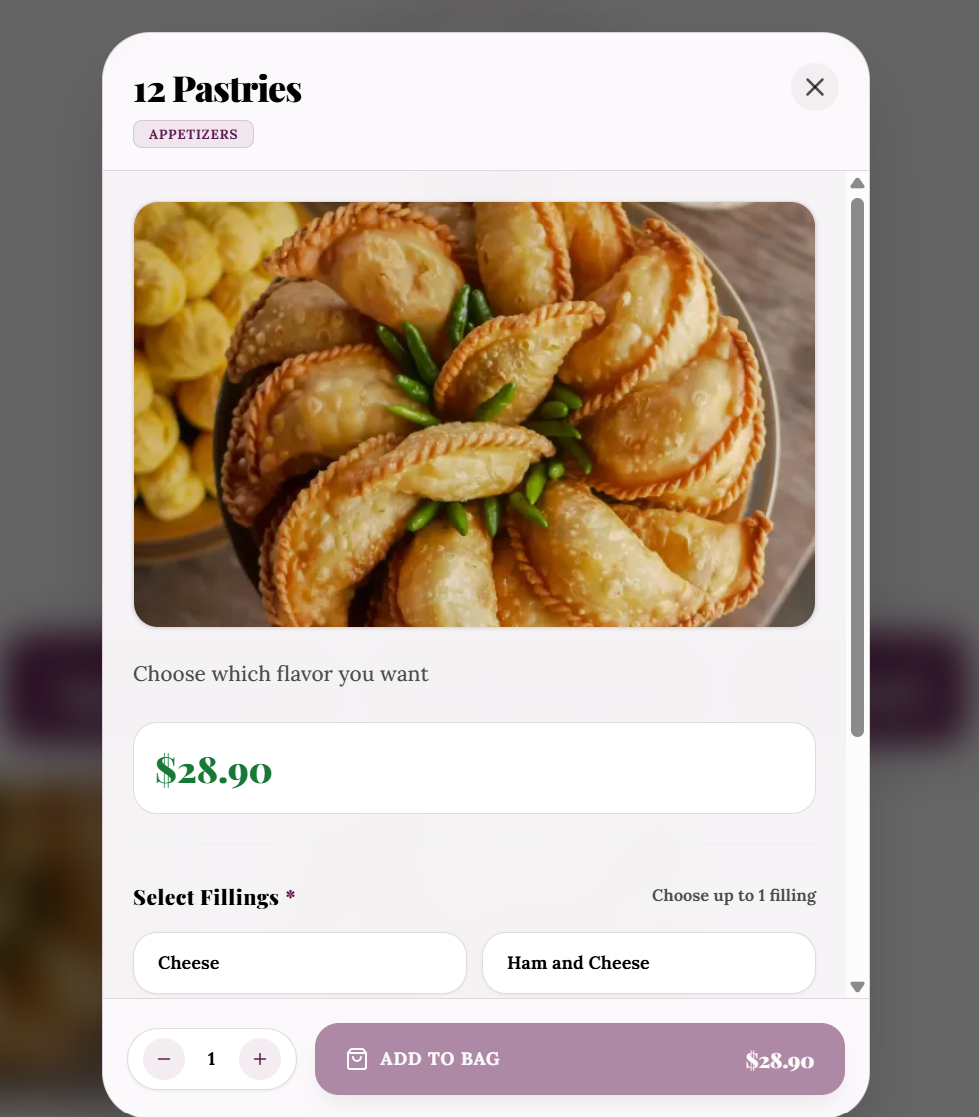 12 Pastries
APPETIZERS
Choose which flavor you want
$28.90
Select Fillings *
Choose up to 1 filling
Cheese
Ham and Cheese
1
ADD TO BAG
$28.90